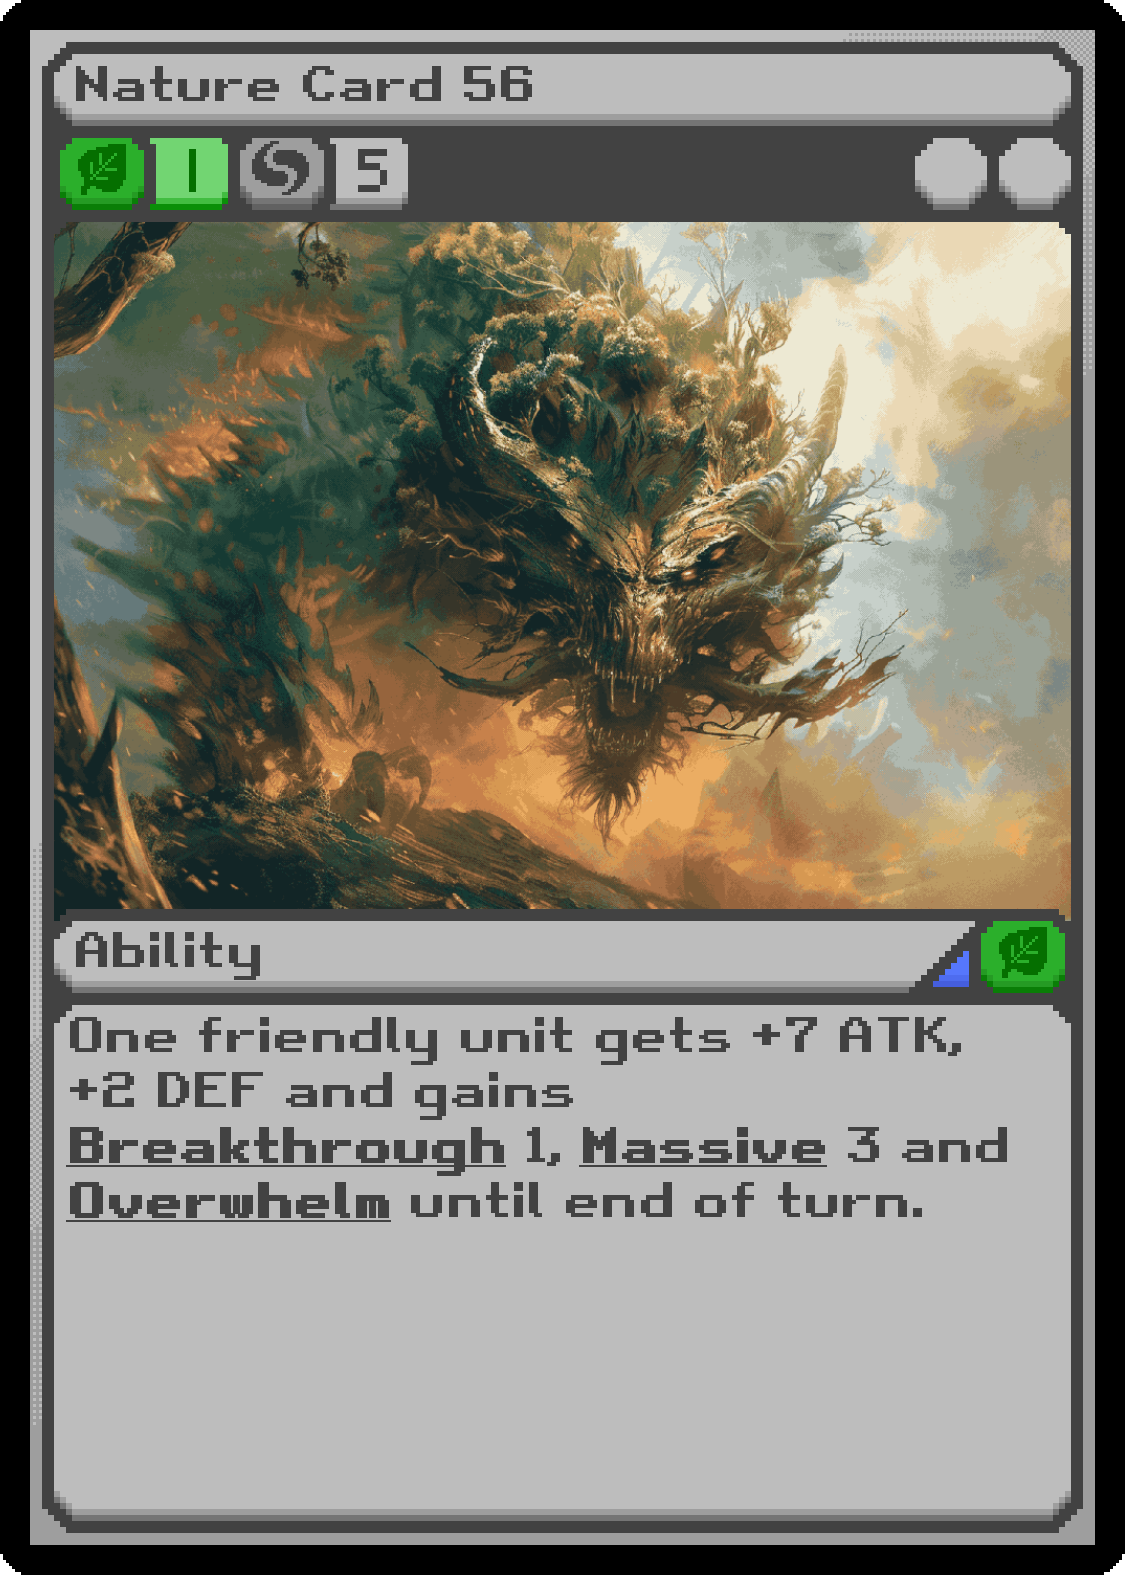 Nature Card 56
1 5
Ability
One friendly unit gets +7 ATK,
+2 DEF and gains
Breakthrough 1, Massive 3 and
Overwhelm until end of turn.